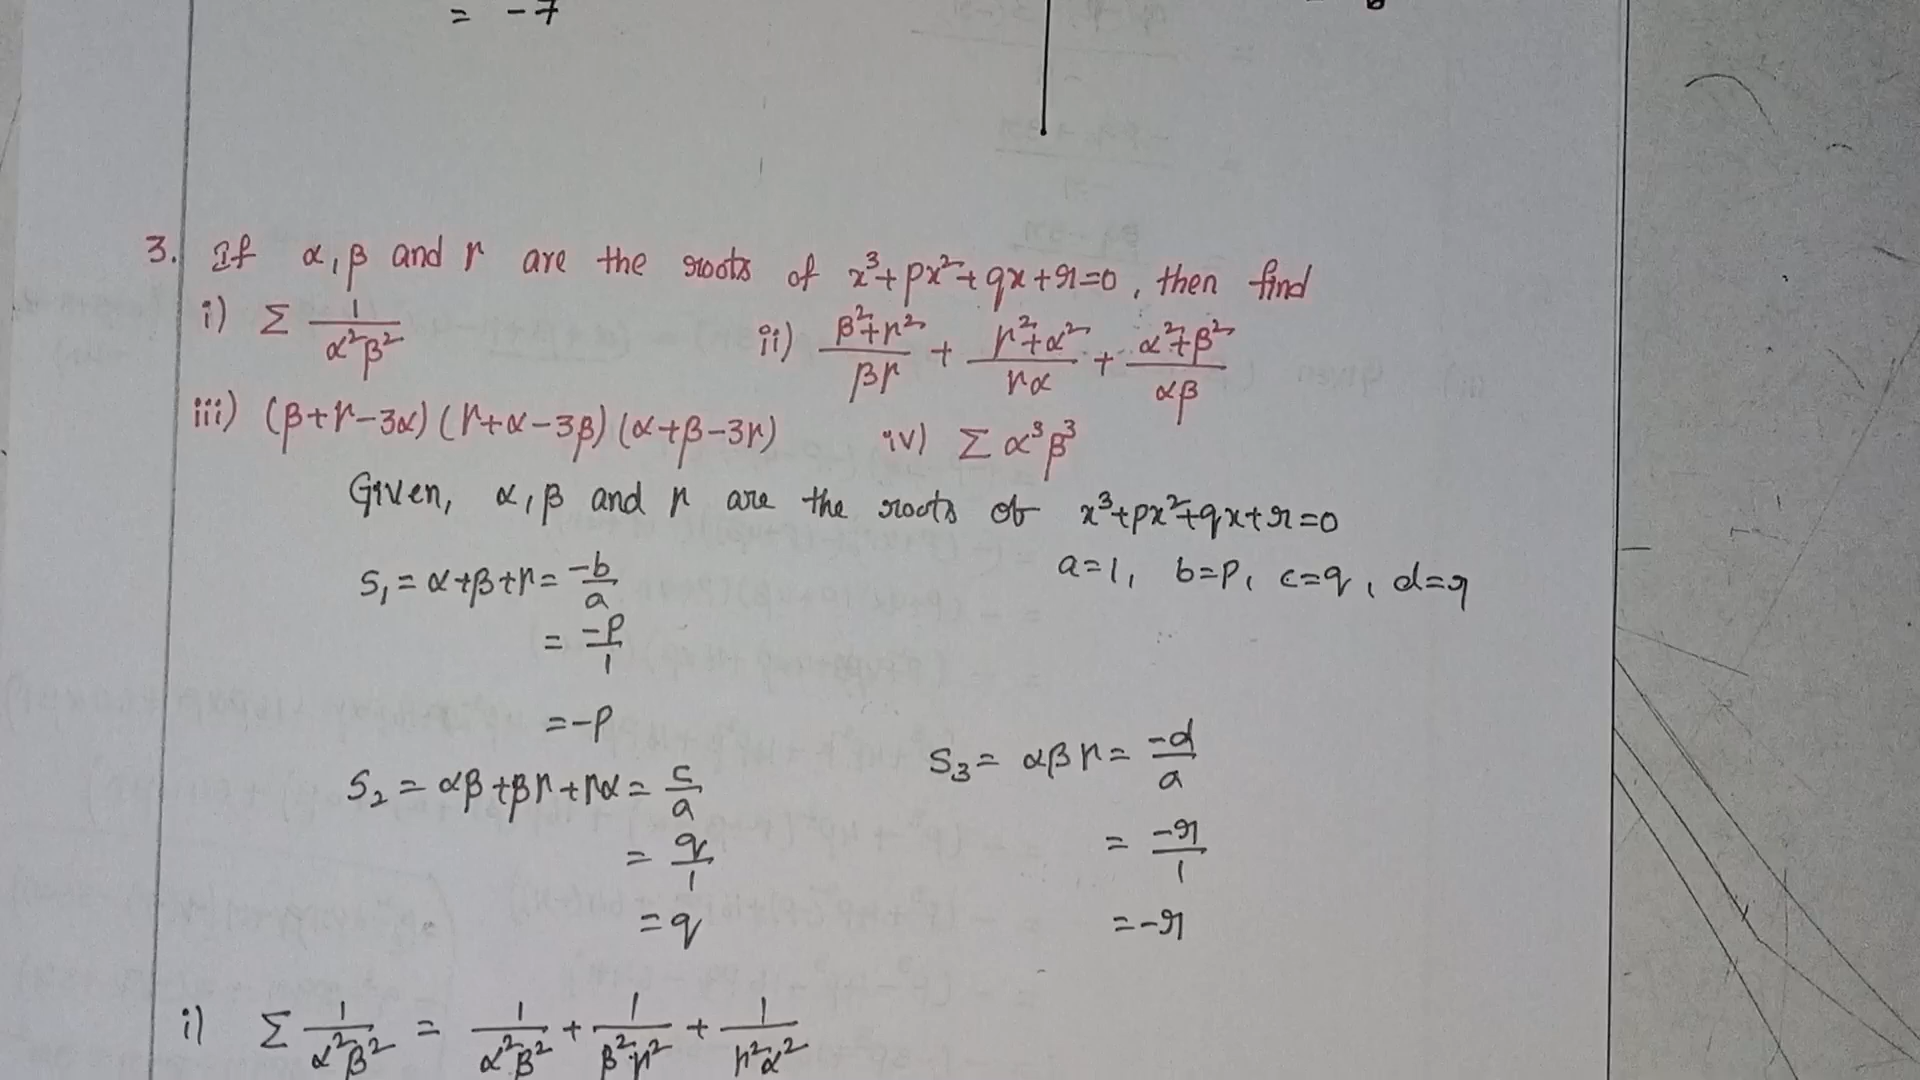 = -7
3. If α, β and γ are the roots of x³+px²+qx+r=0, then find
i) Σ 1/α²β² ii) β²+γ²/βγ + γ²+α²/γα + α²+β²/αβ
iii) (β+γ-3α)(γ+α-3β)(α+β-3γ) iv) Σ α³β³
Given, α, β and γ are the roots of x³+px²+qx+r=0
a=1, b=p, c=q, d=r
S₁ = α+β+γ = -b/a
= -p/1
= -p
S₂ = αβ+βγ+γα = c/a
= q/1
= q
S₃ = αβγ = -d/a
= -r/1
= -r
i) Σ 1/α²β² = 1/α²β² + 1/β²γ² + 1/γ²α²